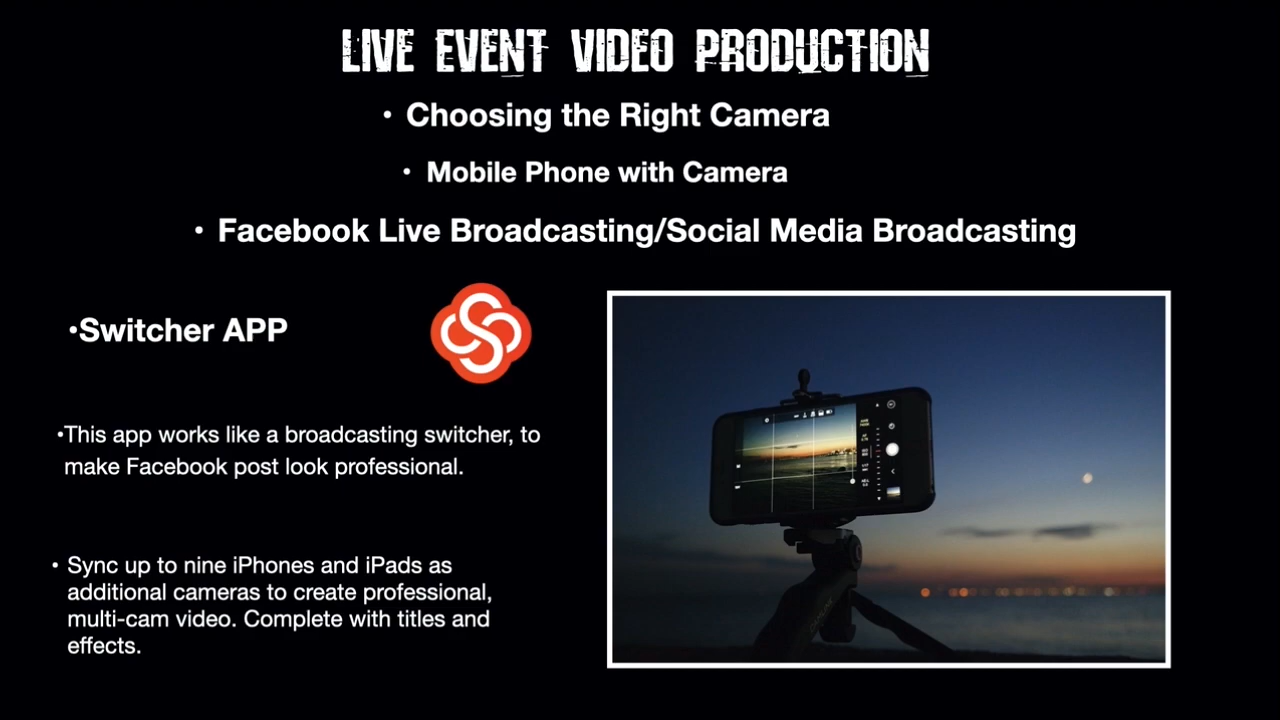 LIVE EVENT VIDEO PRODUCTION
• Choosing the Right Camera
• Mobile Phone with Camera
• Facebook Live Broadcasting/Social Media Broadcasting
•Switcher APP
•This app works like a broadcasting switcher, to
make Facebook post look professional.
• Sync up to nine iPhones and iPads as
additional cameras to create professional,
multi-cam video. Complete with titles and
effects.